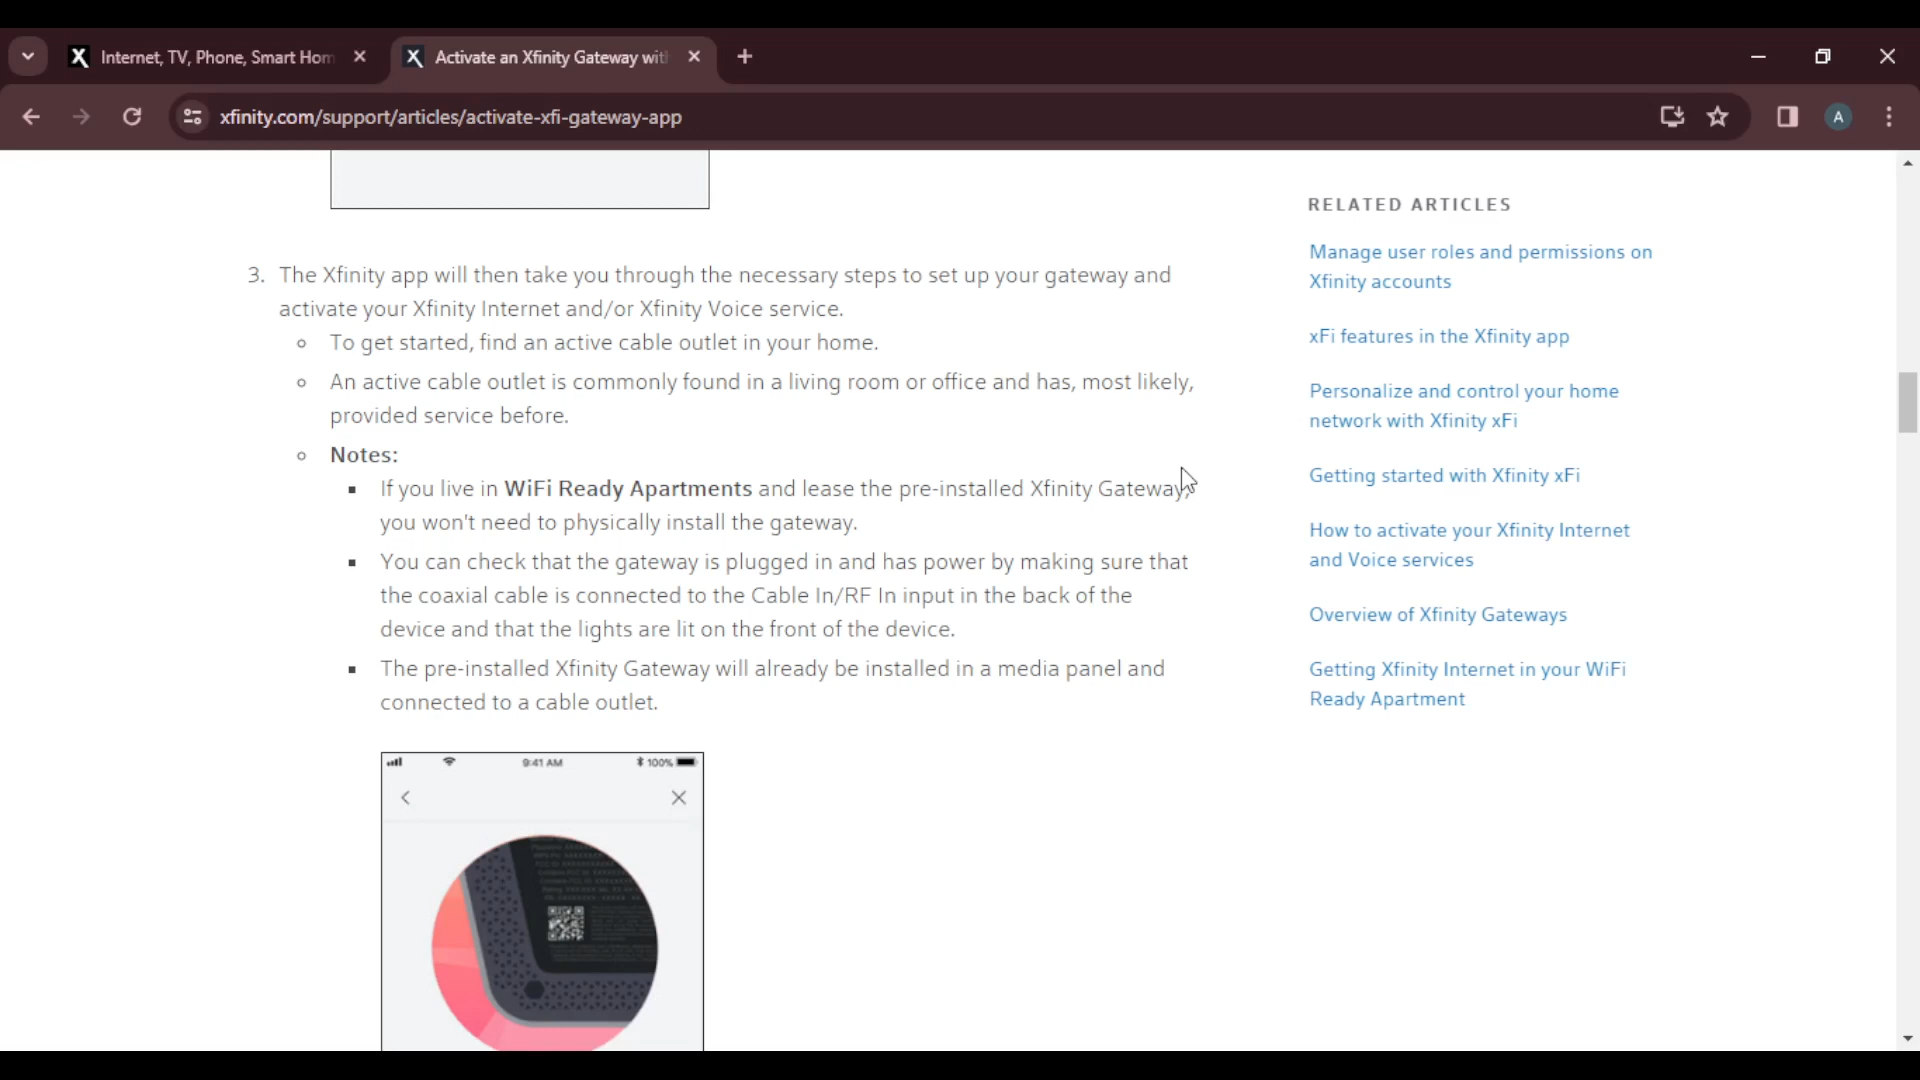 Internet, TV, Phone, Smart Hom
Activate an Xfinity Gateway wit
xfinity.com/support/articles/activate-xfi-gateway-app
A
3. The Xfinity app will then take you through the necessary steps to set up your gateway and
activate your Xfinity Internet and/or Xfinity Voice service.
To get started, find an active cable outlet in your home.
An active cable outlet is commonly found in a living room or office and has, most likely,
provided service before.
Notes:
If you live in WiFi Ready Apartments and lease the pre-installed Xfinity Gateway,
you won't need to physically install the gateway.
You can check that the gateway is plugged in and has power by making sure that
the coaxial cable is connected to the Cable In/RF In input in the back of the
device and that the lights are lit on the front of the device.
The pre-installed Xfinity Gateway will already be installed in a media panel and
connected to a cable outlet.
9:41 AM
100%
RELATED ARTICLES
Manage user roles and permissions on
Xfinity accounts
xFi features in the Xfinity app
Personalize and control your home
network with Xfinity xFi
Getting started with Xfinity xFi
How to activate your Xfinity Internet
and Voice services
Overview of Xfinity Gateways
Getting Xfinity Internet in your WiFi
Ready Apartment